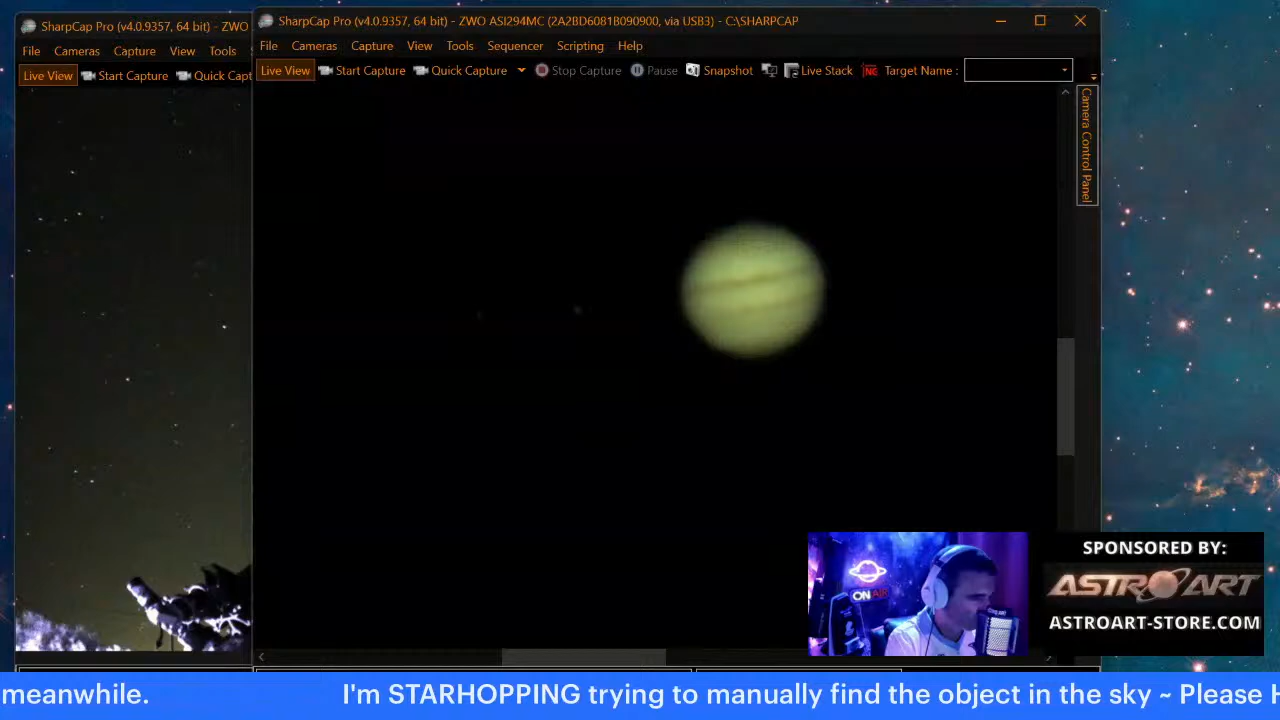 SharpCap Pro (v4.0.9357, 64 bit) - ZWO
File Cameras Capture View Tools
Live View Start Capture Quick Capt
SharpCap Pro (v4.0.9357, 64 bit) - ZWO ASI294MC (2A2BD6081B090900, via USB3) - C:\SHARPCAP
File Cameras Capture View Tools Sequencer Scripting Help
Live View Start Capture Quick Capture Stop Capture Pause Snapshot Live Stack NC Target Name :
Camera Control Panel
ON AIR
SPONSORED BY:
ASTROART
ASTROART-STORE.COM
meanwhile. I'm STARHOPPING trying to manually find the object in the sky ~ Please H